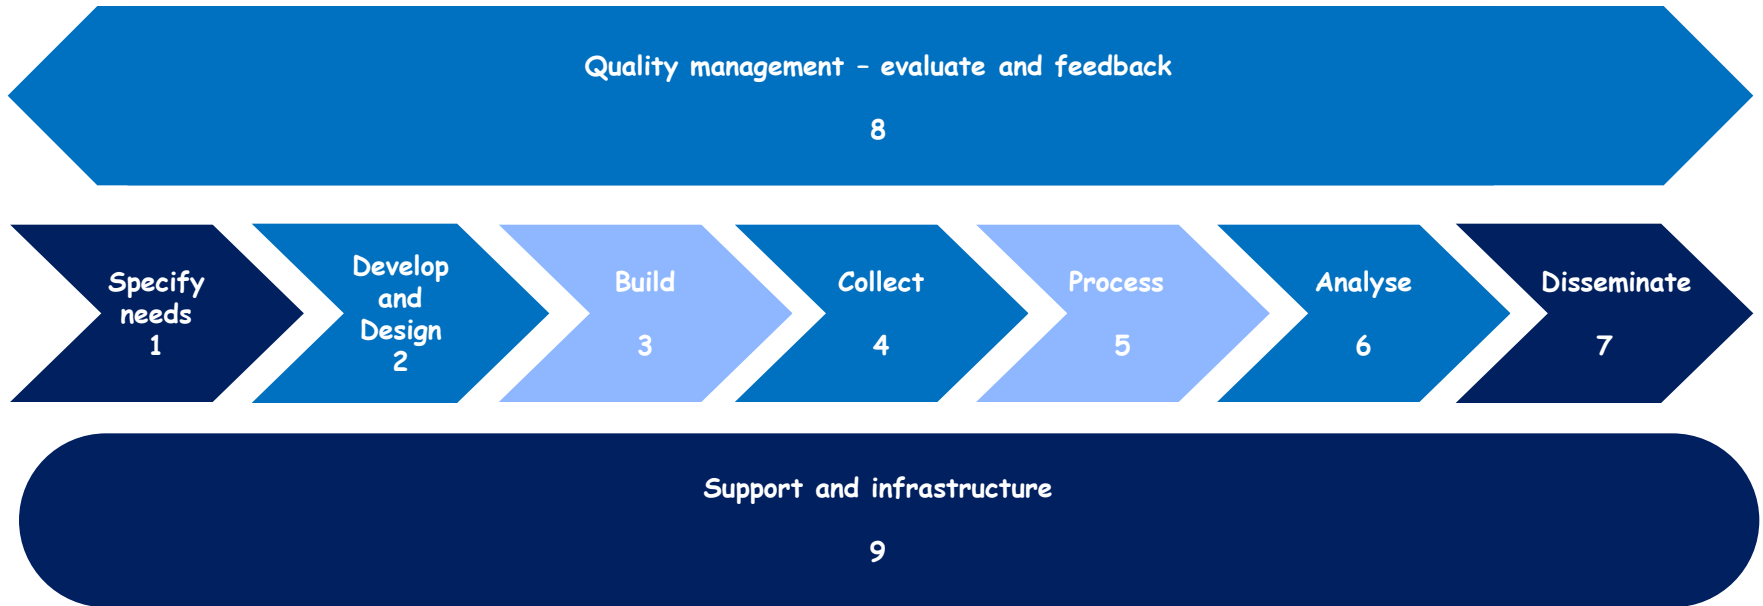 Quality management – evaluate and feedback
8
Specify
needs
1
Develop
and
Design
2
Build
3
Collect
4
Process
5
Analyse
6
Disseminate
7
Support and infrastructure
9